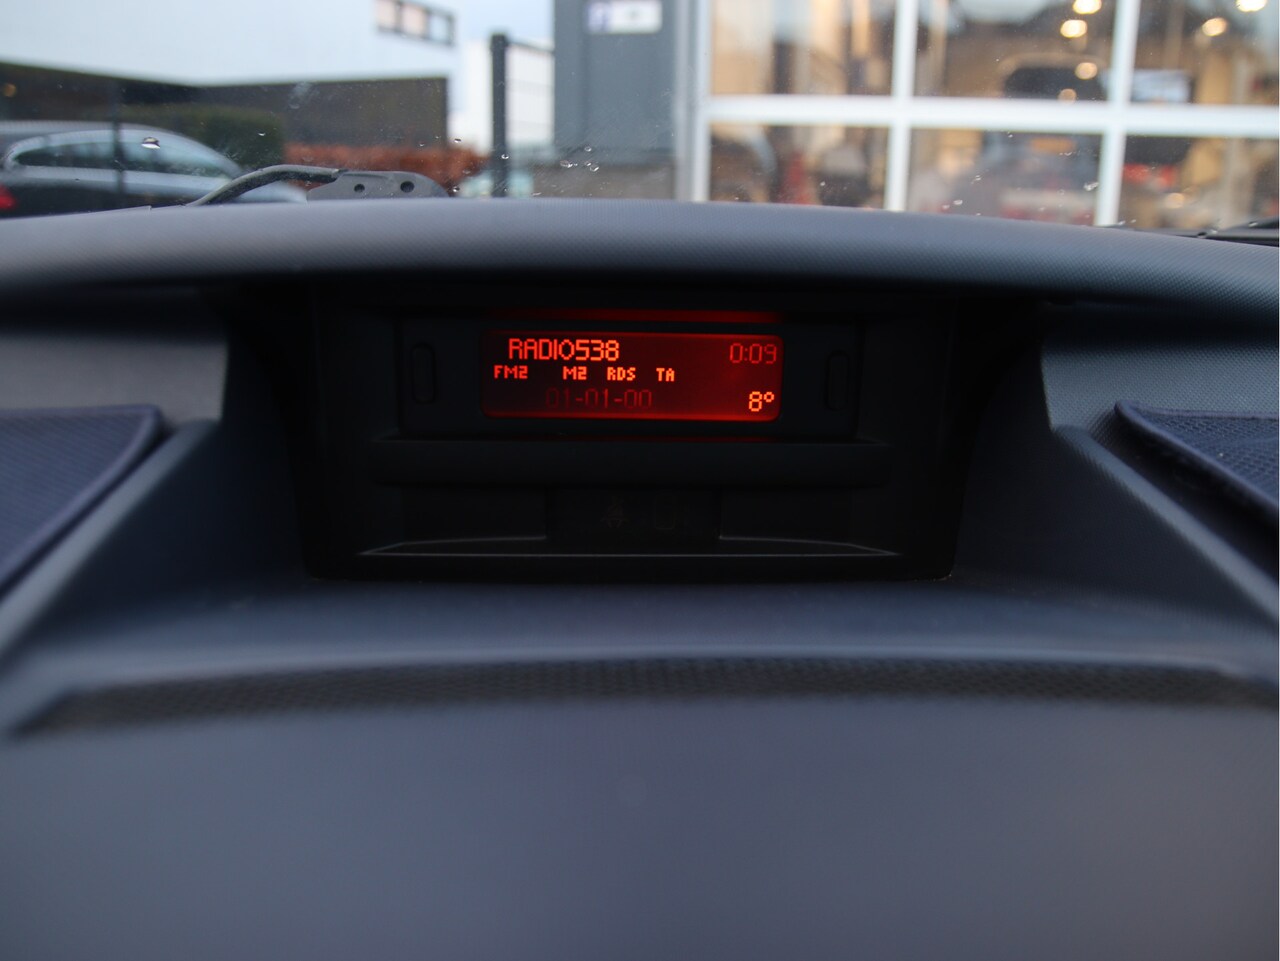 RADIO538 0:09
FM2 M2 RDS TA
01-01-00 8°